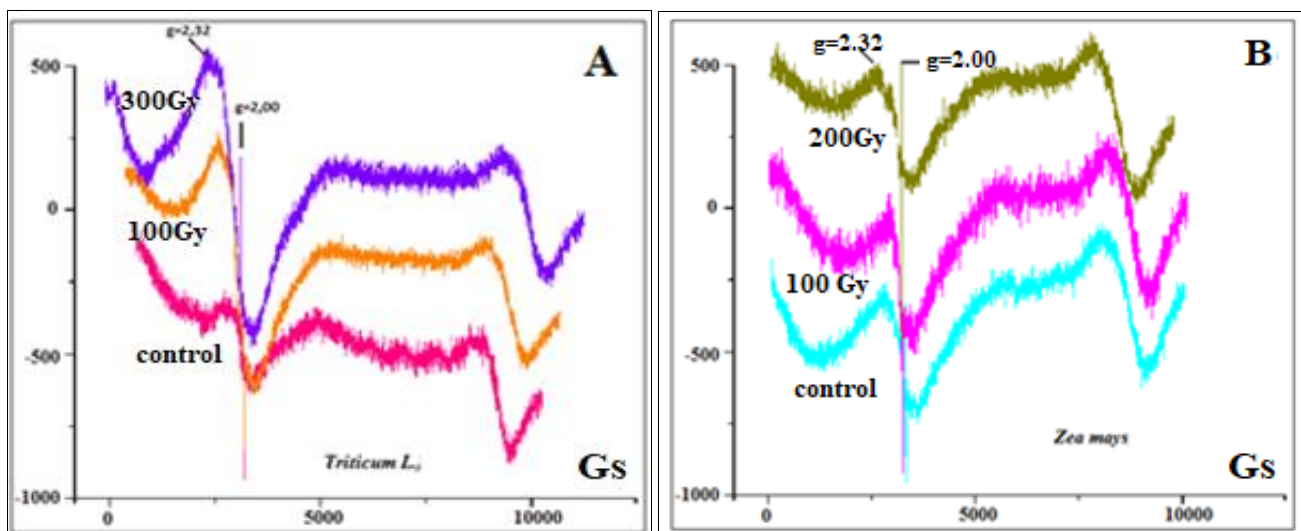 g=2,32
A
500
300Gy
g=2,00
0
100Gy
control
-500
Triticum L.,
Gs
-1000
0
5000
10000
B
g=2.32
g=2.00
500
200Gy
0
100 Gy
control
-500
Zea mays
Gs
-1000
0
5000
10000